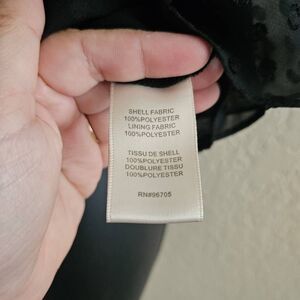 SHELL FABRIC
100%POLYESTER
LINING FABRIC
100%POLYESTER
TISSU DE SHELL
100%POLYESTER
DOUBLURE TISSU
100%POLYESTER
RN#96705